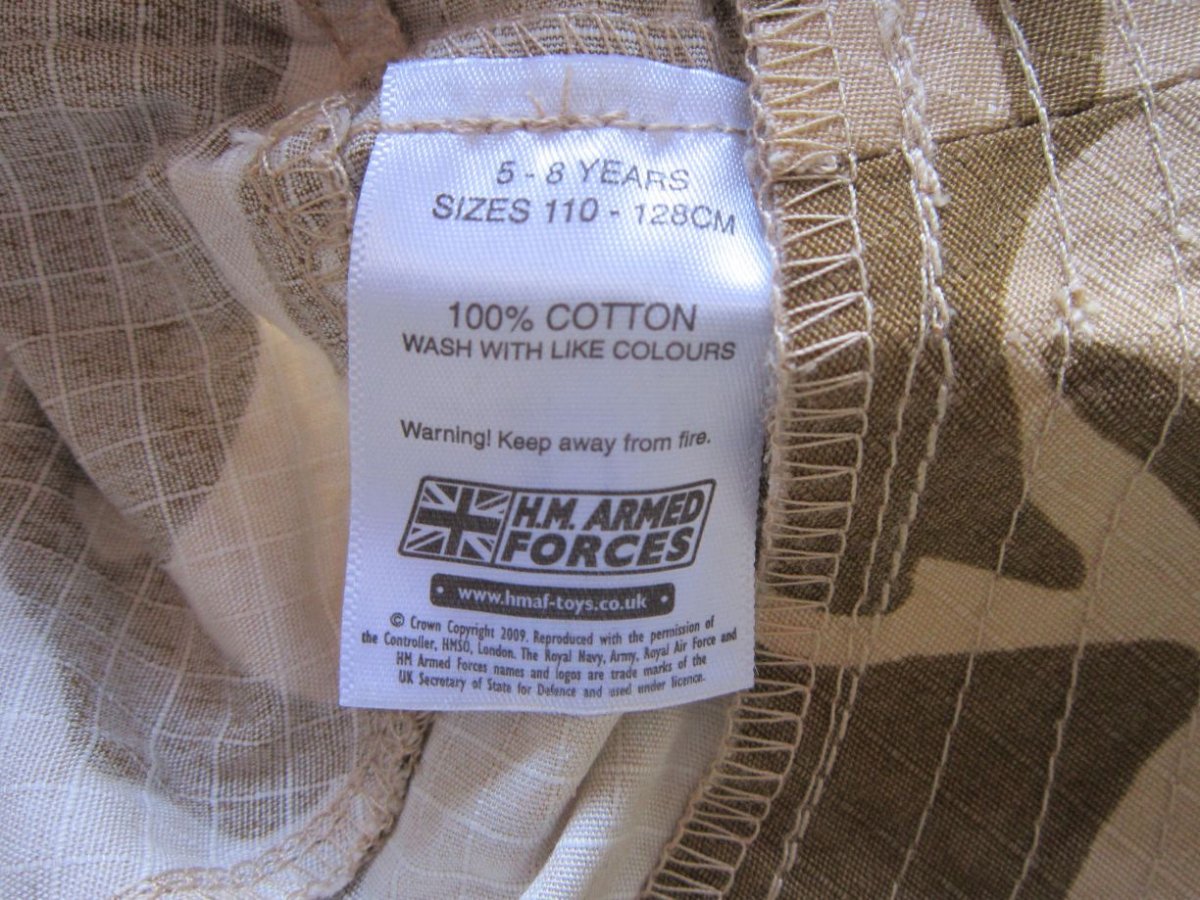 5 - 8 YEARS
SIZES 110 - 128CM
100% COTTON
WASH WITH LIKE COLOURS
Warning! Keep away from fire.
H.M. ARMED
FORCES
• www.hmaf-toys.co.uk •
© Crown Copyright 2009. Reproduced with the permission of
the Controller, HMSO, London. The Royal Navy, Army, Royal Air Force and
HM Armed Forces names and logos are trade marks of the
UK Secretary of State for Defence and used under licence.